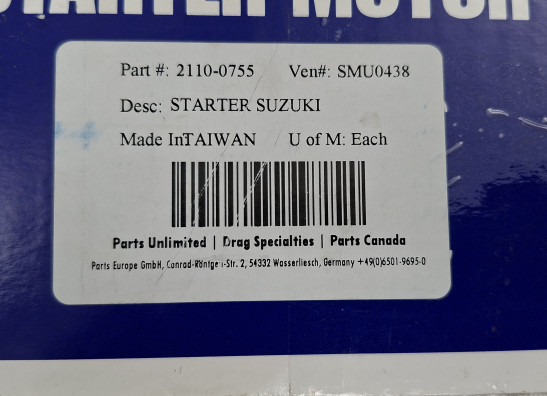 STARTER MOTOR
Part #: 2110-0755 Ven#: SMU0438
Desc: STARTER SUZUKI
Made InTAIWAN U of M: Each
Parts Unlimited | Drag Specialties | Parts Canada
Parts Europe GmbH, Conrad-Röntgen-Str. 2, 54332 Wasserliesch, Germany +49(0)6501-9695-0